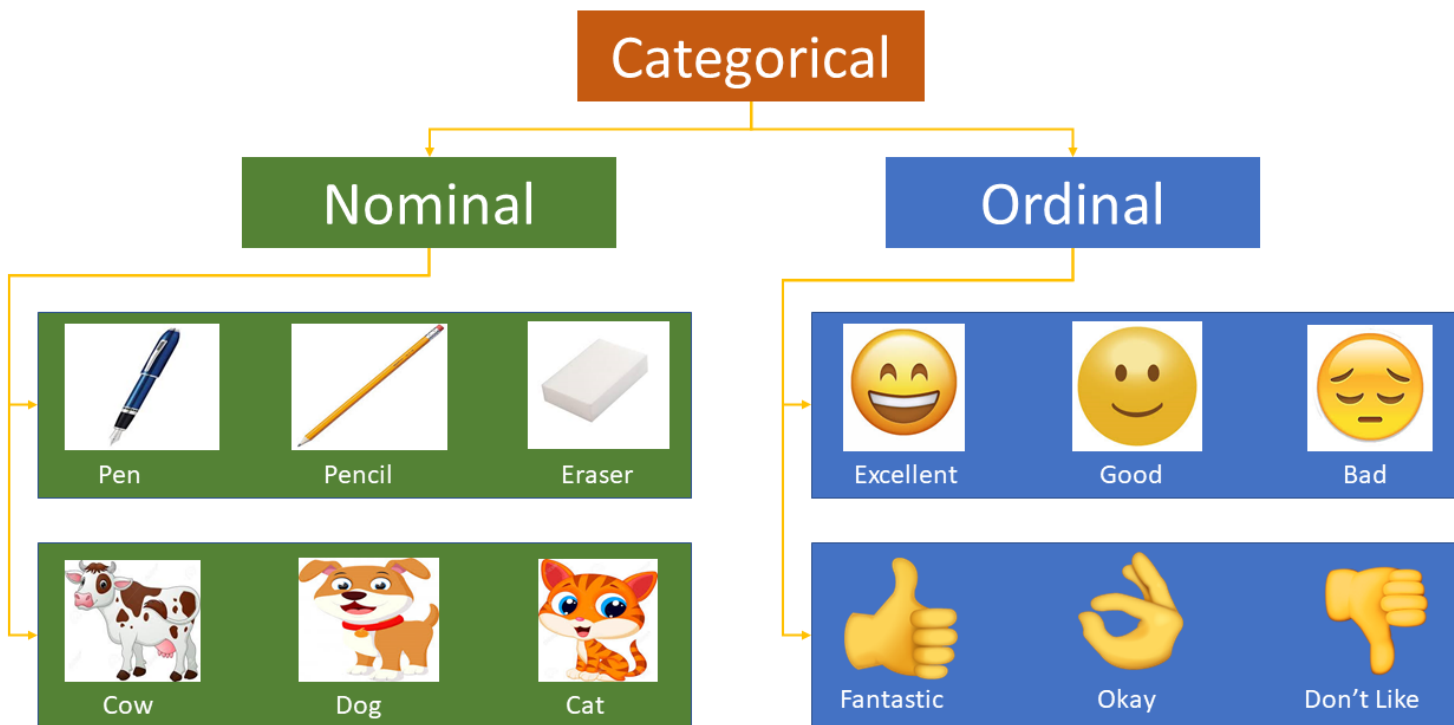 Categorical
Nominal
Ordinal
Pen
Pencil
Eraser
Excellent
Good
Bad
Cow
Dog
Cat
Fantastic
Okay
Don't Like